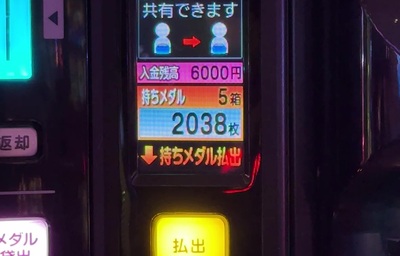 共有できます
入金残高 6000円
持ちメダル 5箱
2038枚
持ちメダル払出
返却
払出
メダル
貸出